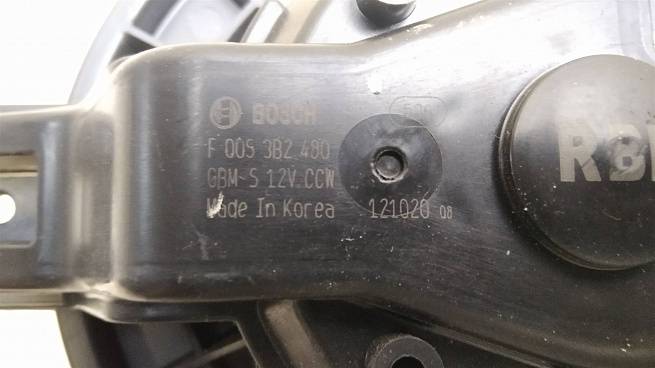 BOSCH
F 005 3B2 480
GBM-S 12V CCW
Made In Korea 121020 08
RB